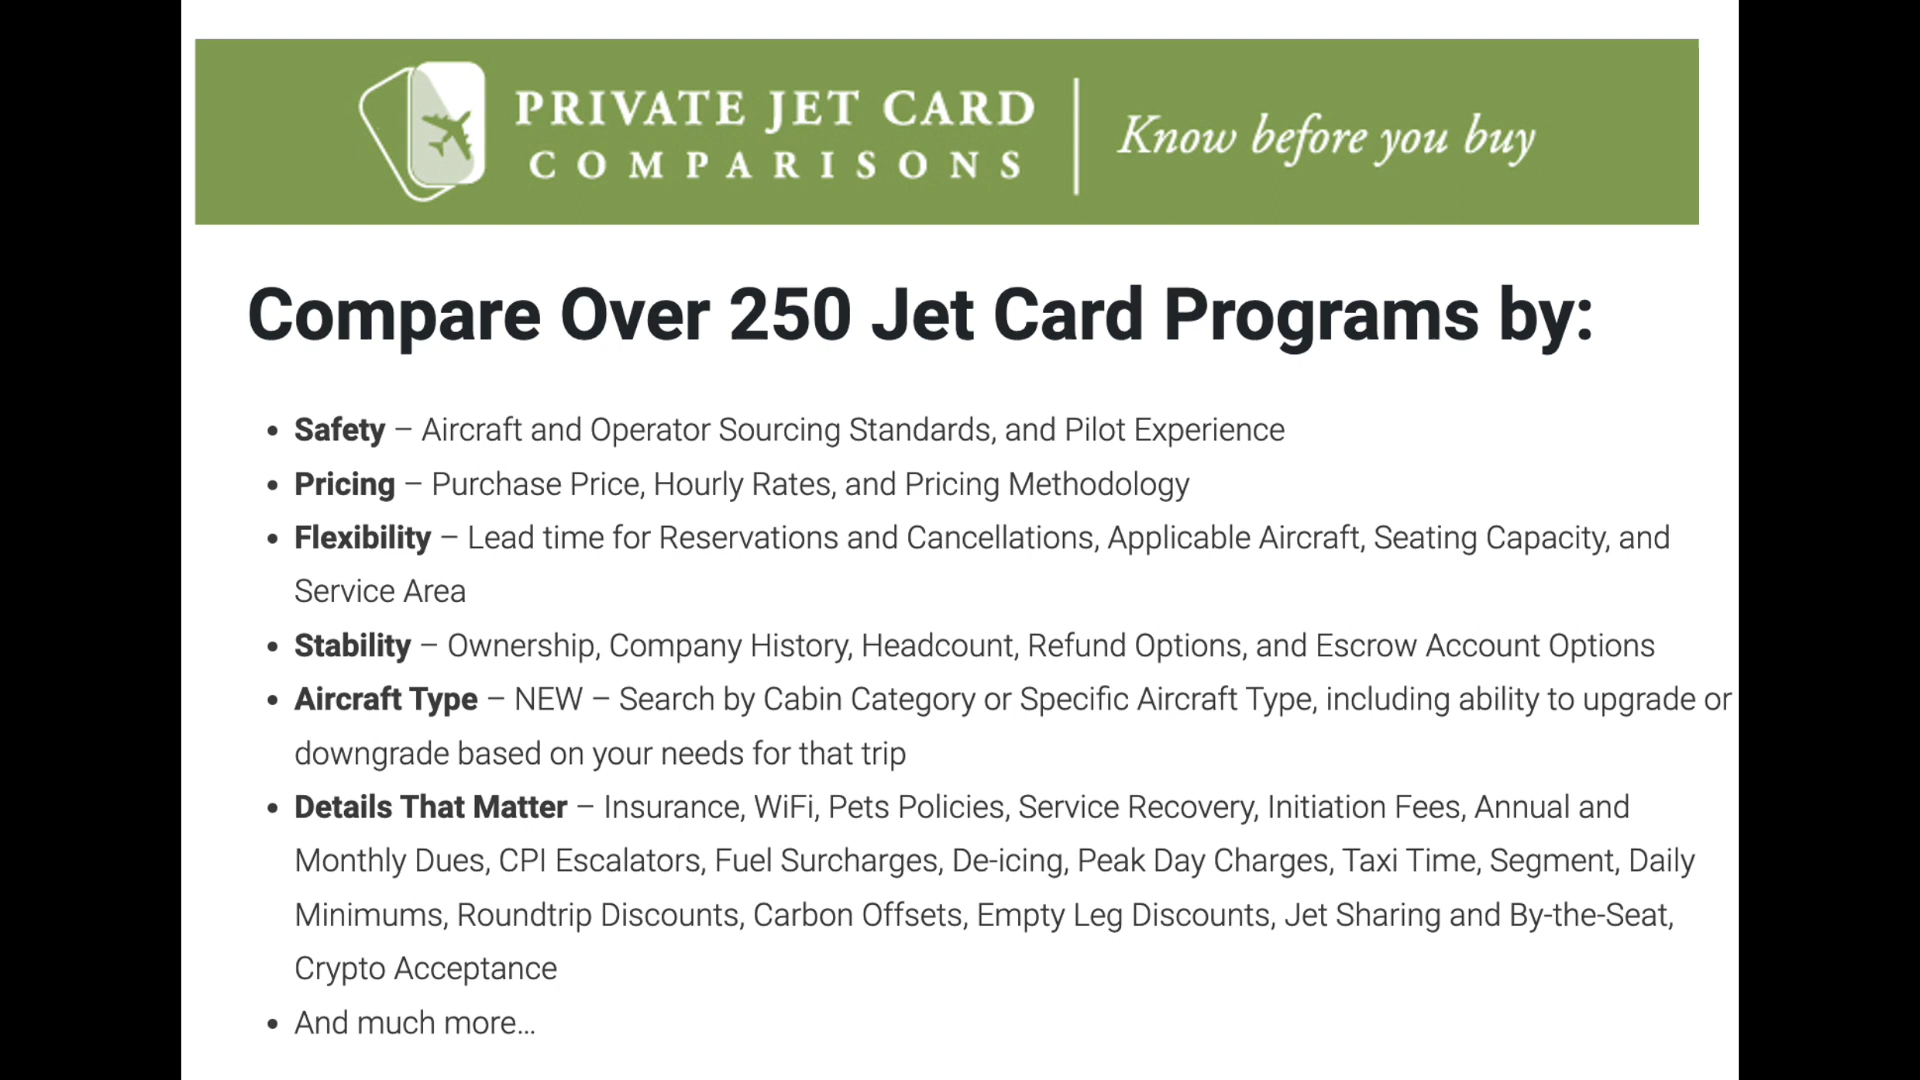 PRIVATE JET CARD
COMPARISONS
Know before you buy
Compare Over 250 Jet Card Programs by:
• Safety – Aircraft and Operator Sourcing Standards, and Pilot Experience
• Pricing – Purchase Price, Hourly Rates, and Pricing Methodology
• Flexibility – Lead time for Reservations and Cancellations, Applicable Aircraft, Seating Capacity, and
Service Area
• Stability – Ownership, Company History, Headcount, Refund Options, and Escrow Account Options
• Aircraft Type – NEW – Search by Cabin Category or Specific Aircraft Type, including ability to upgrade or
downgrade based on your needs for that trip
• Details That Matter – Insurance, WiFi, Pets Policies, Service Recovery, Initiation Fees, Annual and
Monthly Dues, CPI Escalators, Fuel Surcharges, De-icing, Peak Day Charges, Taxi Time, Segment, Daily
Minimums, Roundtrip Discounts, Carbon Offsets, Empty Leg Discounts, Jet Sharing and By-the-Seat,
Crypto Acceptance
• And much more…